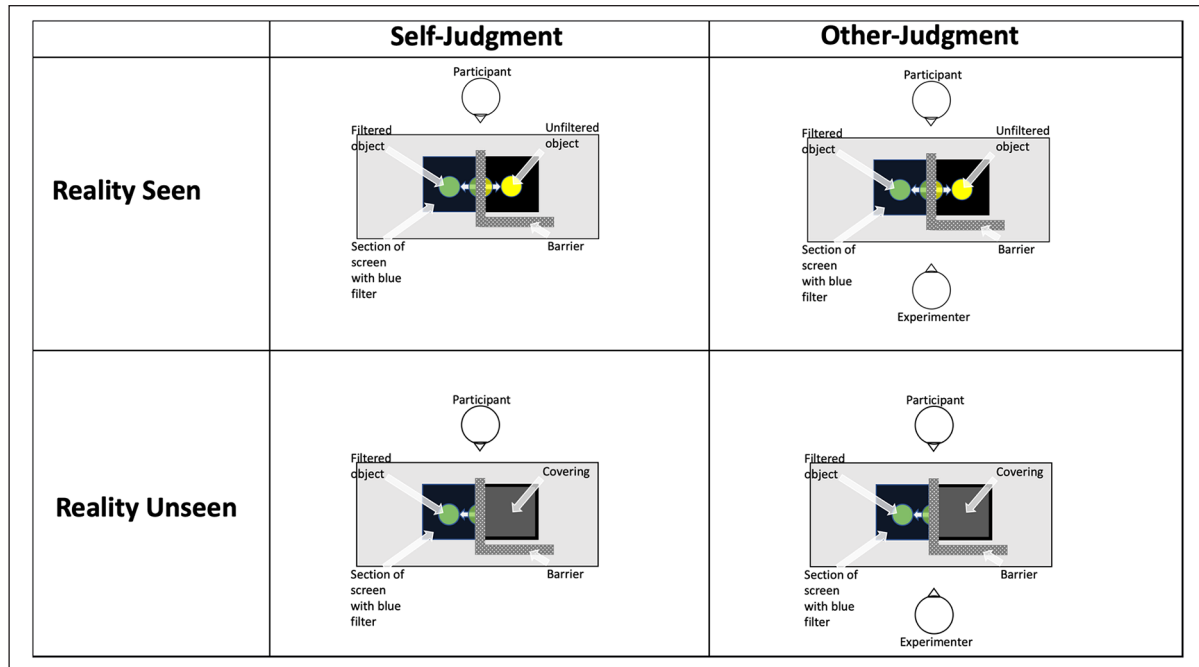 Self-Judgment
Other-Judgment
Reality Seen
Participant
Filtered
object
Unfiltered
object
Section of
screen
with blue
filter
Barrier
Participant
Filtered
object
Unfiltered
object
Section of
screen
with blue
filter
Barrier
Experimenter
Reality Unseen
Participant
Filtered
object
Covering
Section of
screen
with blue
filter
Barrier
Participant
Filtered
object
Covering
Section of
screen
with blue
filter
Barrier
Experimenter